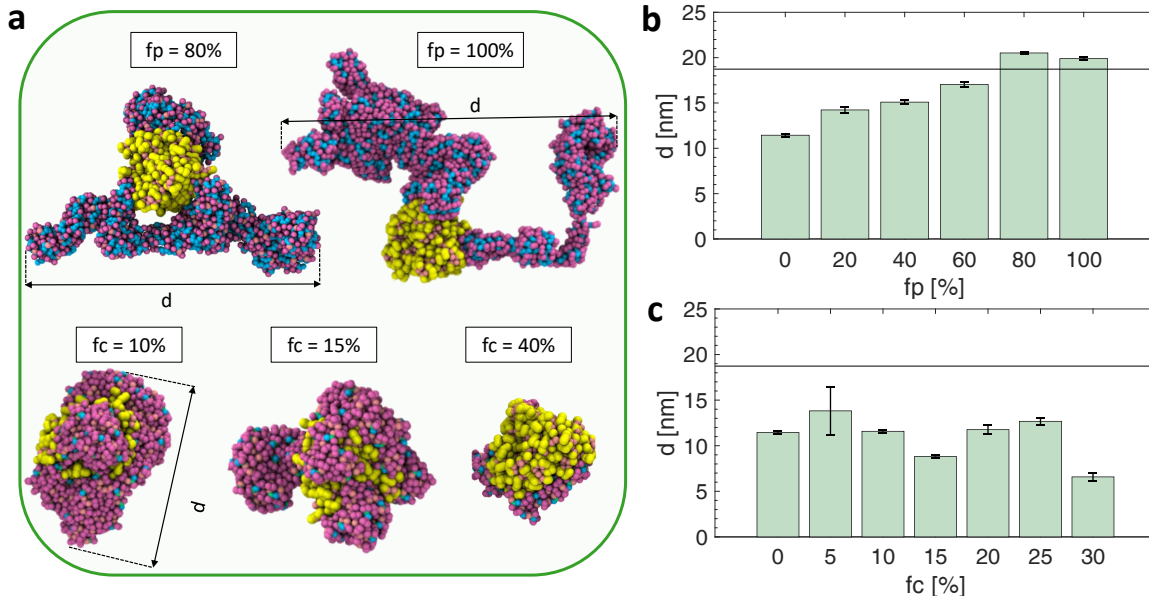 a
fp = 80%
fp = 100%
d
d
fc = 10%
fc = 15%
fc = 40%
d
b
25
20
15
10
5
0
d [nm]
0 20 40 60 80 100
fp [%]
c
25
20
15
10
5
0
d [nm]
0 5 10 15 20 25 30
fc [%]